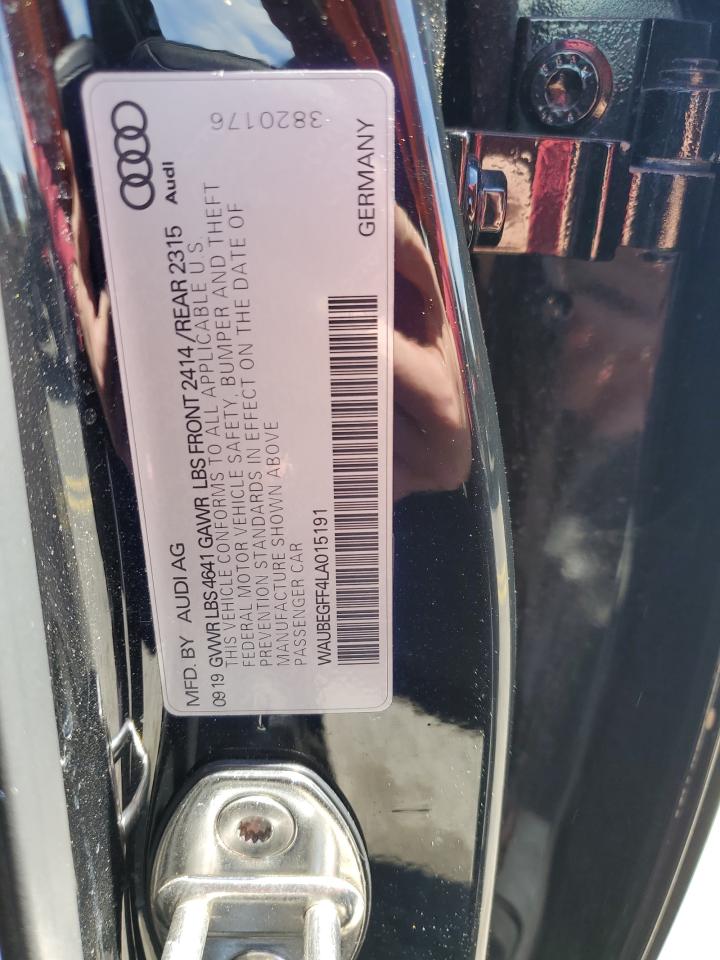 MFD. BY AUDI AG
Audi
09 19 GVWR LBS 4641 GAWR LBS FRONT 2414 / REAR 2315
THIS VEHICLE CONFORMS TO ALL APPLICABLE U.S.
FEDERAL MOTOR VEHICLE SAFETY, BUMPER AND THEFT
PREVENTION STANDARDS IN EFFECT ON THE DATE OF
MANUFACTURE SHOWN ABOVE
PASSENGER CAR
3820176
WAUBEGFF4LA015191
GERMANY